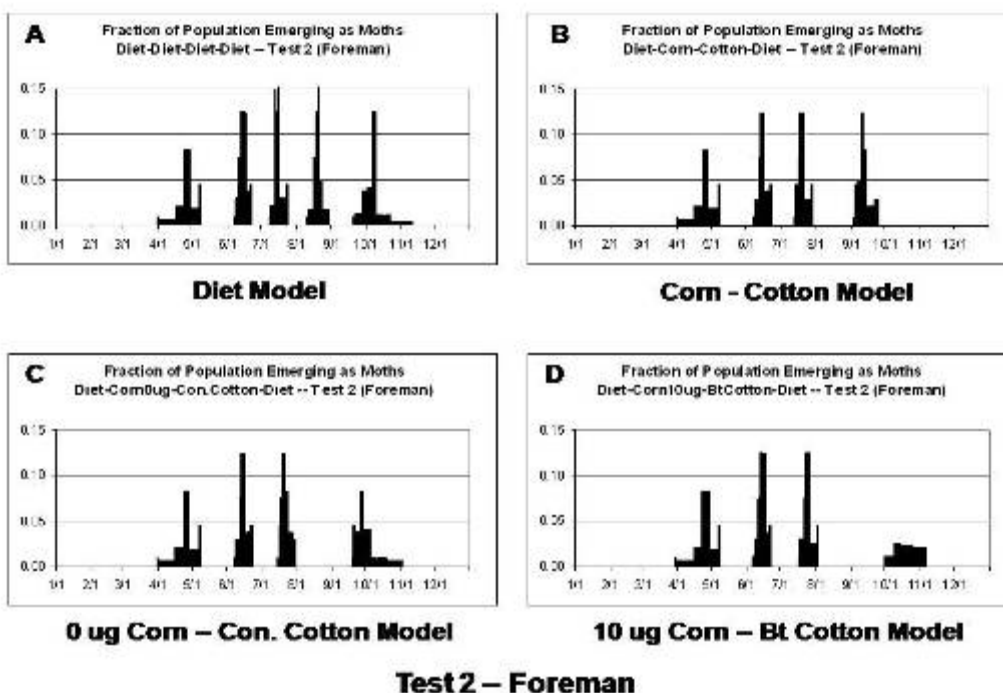 A
Fraction of Population Emerging as Moths
Diet-Diet-Diet-Diet – Test 2 (Foreman)
0.15
0.10
0.05
0.00
1/1 2/1 3/1 4/1 5/1 6/1 7/1 8/1 9/1 10/1 11/1 12/1
Diet Model
B
Fraction of Population Emerging as Moths
Diet-Corn-Cotton-Diet – Test 2 (Foreman)
0.15
0.10
0.05
0.00
1/1 2/1 3/1 4/1 5/1 6/1 7/1 8/1 9/1 10/1 11/1 12/1
Corn - Cotton Model
C
Fraction of Population Emerging as Moths
Diet-Corn0ug-Con.Cotton-Diet -- Test 2 (Foreman)
0.15
0.10
0.05
0.00
1/1 2/1 3/1 4/1 5/1 6/1 7/1 8/1 9/1 10/1 11/1 12/1
0 ug Corn – Con. Cotton Model
D
Fraction of Population Emerging as Moths
Diet-Corn10ug-BtCotton-Diet -- Test 2 (Foreman)
0.15
0.10
0.05
0.00
1/1 2/1 3/1 4/1 5/1 6/1 7/1 8/1 9/1 10/1 11/1 12/1
10 ug Corn – Bt Cotton Model
Test 2 – Foreman